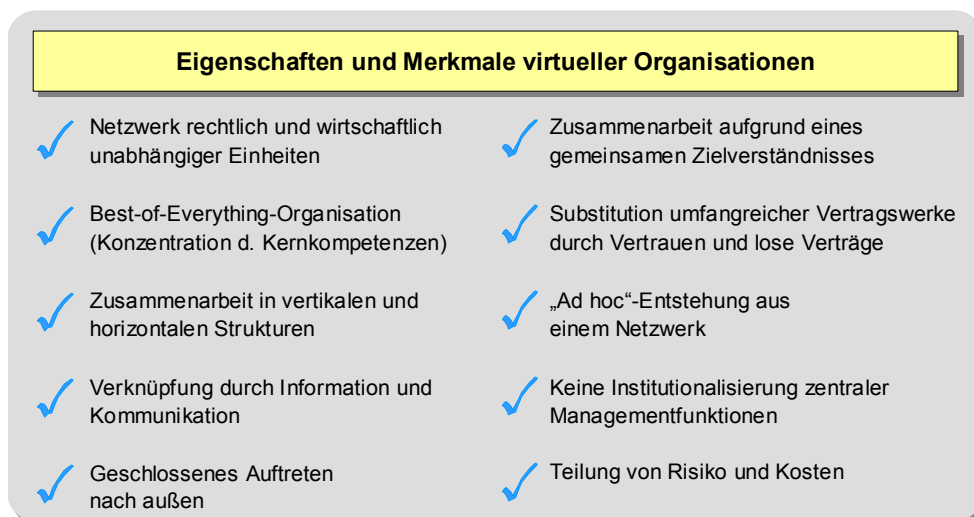 Eigenschaften und Merkmale virtueller Organisationen
Netzwerk rechtlich und wirtschaftlich
unabhängiger Einheiten
Best-of-Everything-Organisation
(Konzentration d. Kernkompetenzen)
Zusammenarbeit in vertikalen und
horizontalen Strukturen
Verknüpfung durch Information und
Kommunikation
Geschlossenes Auftreten
nach außen
Zusammenarbeit aufgrund eines
gemeinsamen Zielverständnisses
Substitution umfangreicher Vertragswerke
durch Vertrauen und lose Verträge
„Ad hoc“-Entstehung aus
einem Netzwerk
Keine Institutionalisierung zentraler
Managementfunktionen
Teilung von Risiko und Kosten